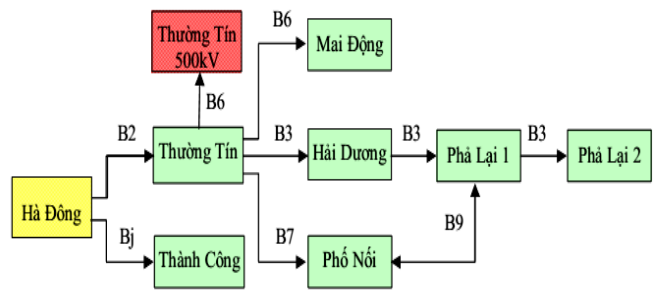 Thường Tín
500kV
B6
Mai Động
B6
B2
Thường Tín
B3
Hải Dương
B3
Phả Lại 1
B3
Phả Lại 2
Hà Đông
B9
Bj
Thành Công
B7
Phố Nối